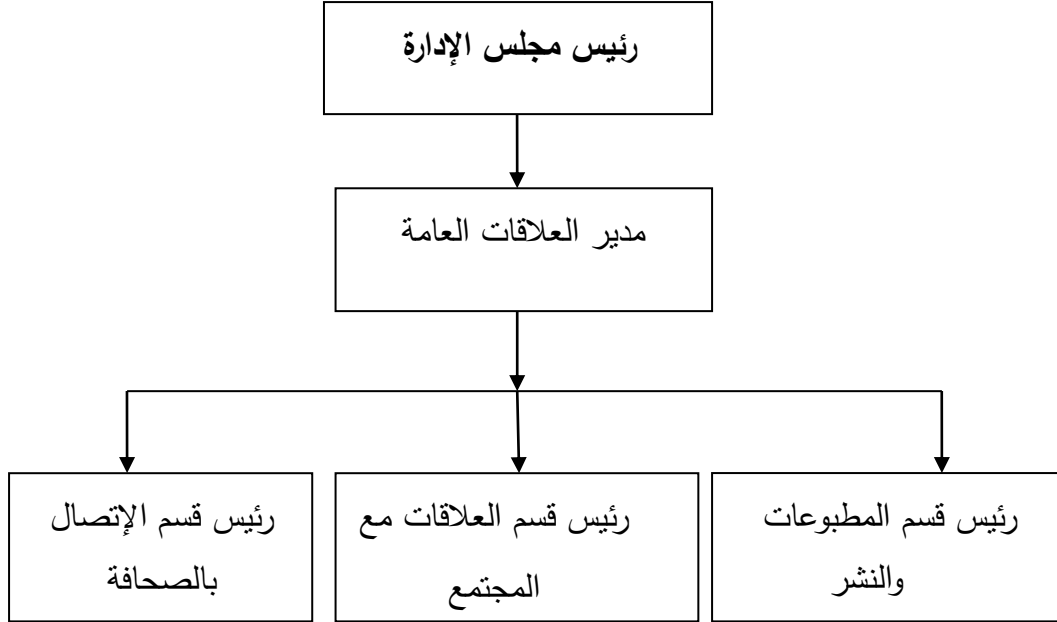 رئيس مجلس الإدارة
مدير العلاقات العامة
رئيس قسم المطبوعات
والنشر
رئيس قسم العلاقات مع
المجتمع
رئيس قسم الإتصال
بالصحافة